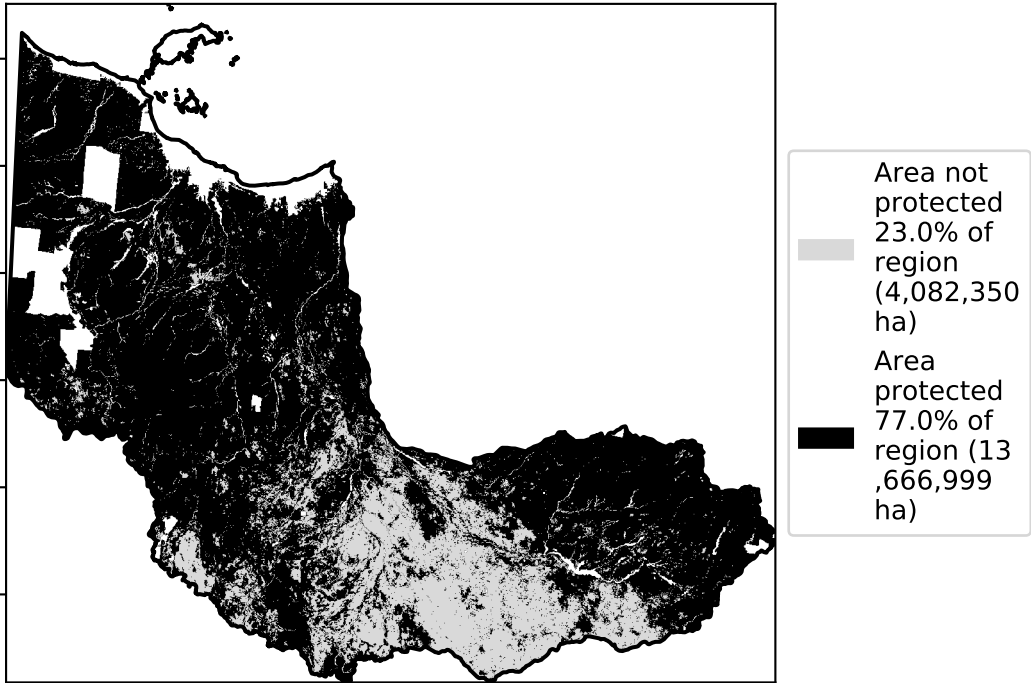 Area not
protected
23.0% of
region
(4,082,350
ha)
Area
protected
77.0% of
region (13
,666,999
ha)